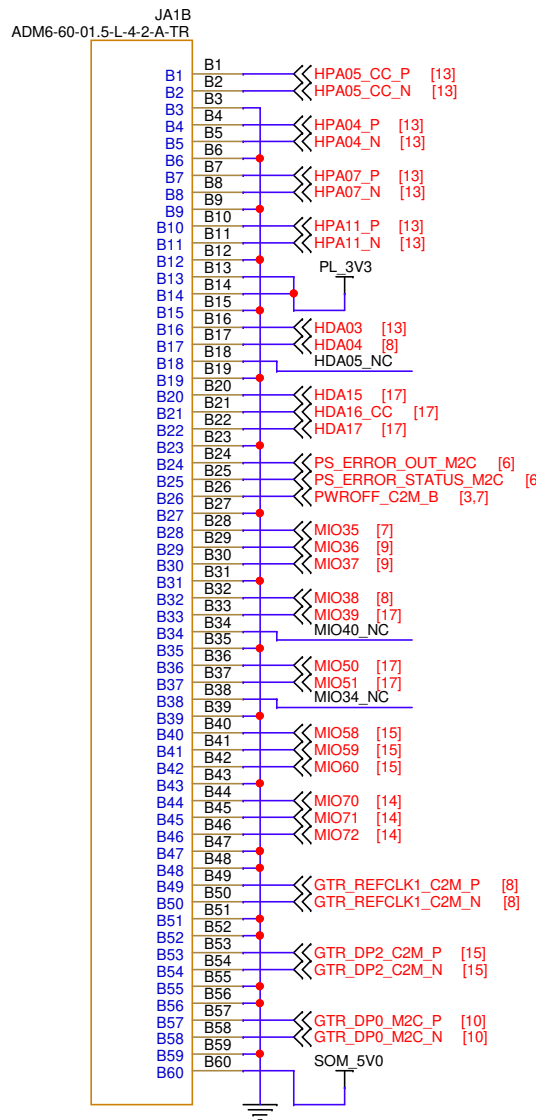 JA1B
ADM6-60-01.5-L-4-2-A-TR
B1 B1 HPA05_CC_P [13]
B2 B2 HPA05_CC_N [13]
B3 B3
B4 B4 HPA04_P [13]
B5 B5 HPA04_N [13]
B6 B6
B7 B7 HPA07_P [13]
B8 B8 HPA07_N [13]
B9 B9
B10 B10 HPA11_P [13]
B11 B11 HPA11_N [13]
B12 B12
B13 B13 PL_3V3
B14 B14
B15 B15
B16 B16 HDA03 [13]
B17 B17 HDA04 [8]
B18 B18 HDA05_NC
B19 B19
B20 B20 HDA15 [17]
B21 B21 HDA16_CC [17]
B22 B22 HDA17 [17]
B23 B23
B24 B24 PS_ERROR_OUT_M2C [6]
B25 B25 PS_ERROR_STATUS_M2C [6
B26 B26 PWROFF_C2M_B [3,7]
B27 B27
B28 B28 MIO35 [7]
B29 B29 MIO36 [9]
B30 B30 MIO37 [9]
B31 B31
B32 B32 MIO38 [8]
B33 B33 MIO39 [17]
B34 B34 MIO40_NC
B35 B35
B36 B36 MIO50 [17]
B37 B37 MIO51 [17]
B38 B38 MIO34_NC
B39 B39
B40 B40 MIO58 [15]
B41 B41 MIO59 [15]
B42 B42 MIO60 [15]
B43 B43
B44 B44 MIO70 [14]
B45 B45 MIO71 [14]
B46 B46 MIO72 [14]
B47 B47
B48 B48
B49 B49 GTR_REFCLK1_C2M_P [8]
B50 B50 GTR_REFCLK1_C2M_N [8]
B51 B51
B52 B52
B53 B53 GTR_DP2_C2M_P [15]
B54 B54 GTR_DP2_C2M_N [15]
B55 B55
B56 B56
B57 B57 GTR_DP0_M2C_P [10]
B58 B58 GTR_DP0_M2C_N [10]
B59 B59
B60 B60 SOM_5V0